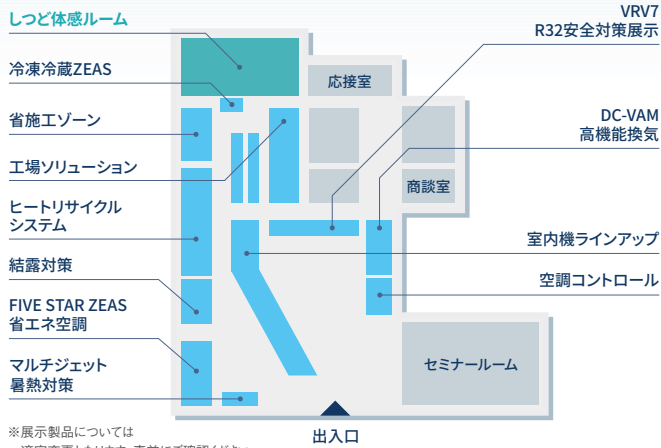 しつど体感ルーム
冷凍冷蔵ZEAS
省施工ゾーン
工場ソリューション
ヒートリサイクル
システム
結露対策
FIVE STAR ZEAS
省エネ空調
マルチジェット
暑熱対策
VRV7
R32安全対策展示
DC-VAM
高機能換気
室内機ラインアップ
空調コントロール
応接室
商談室
セミナールーム
出入口
※展示製品については